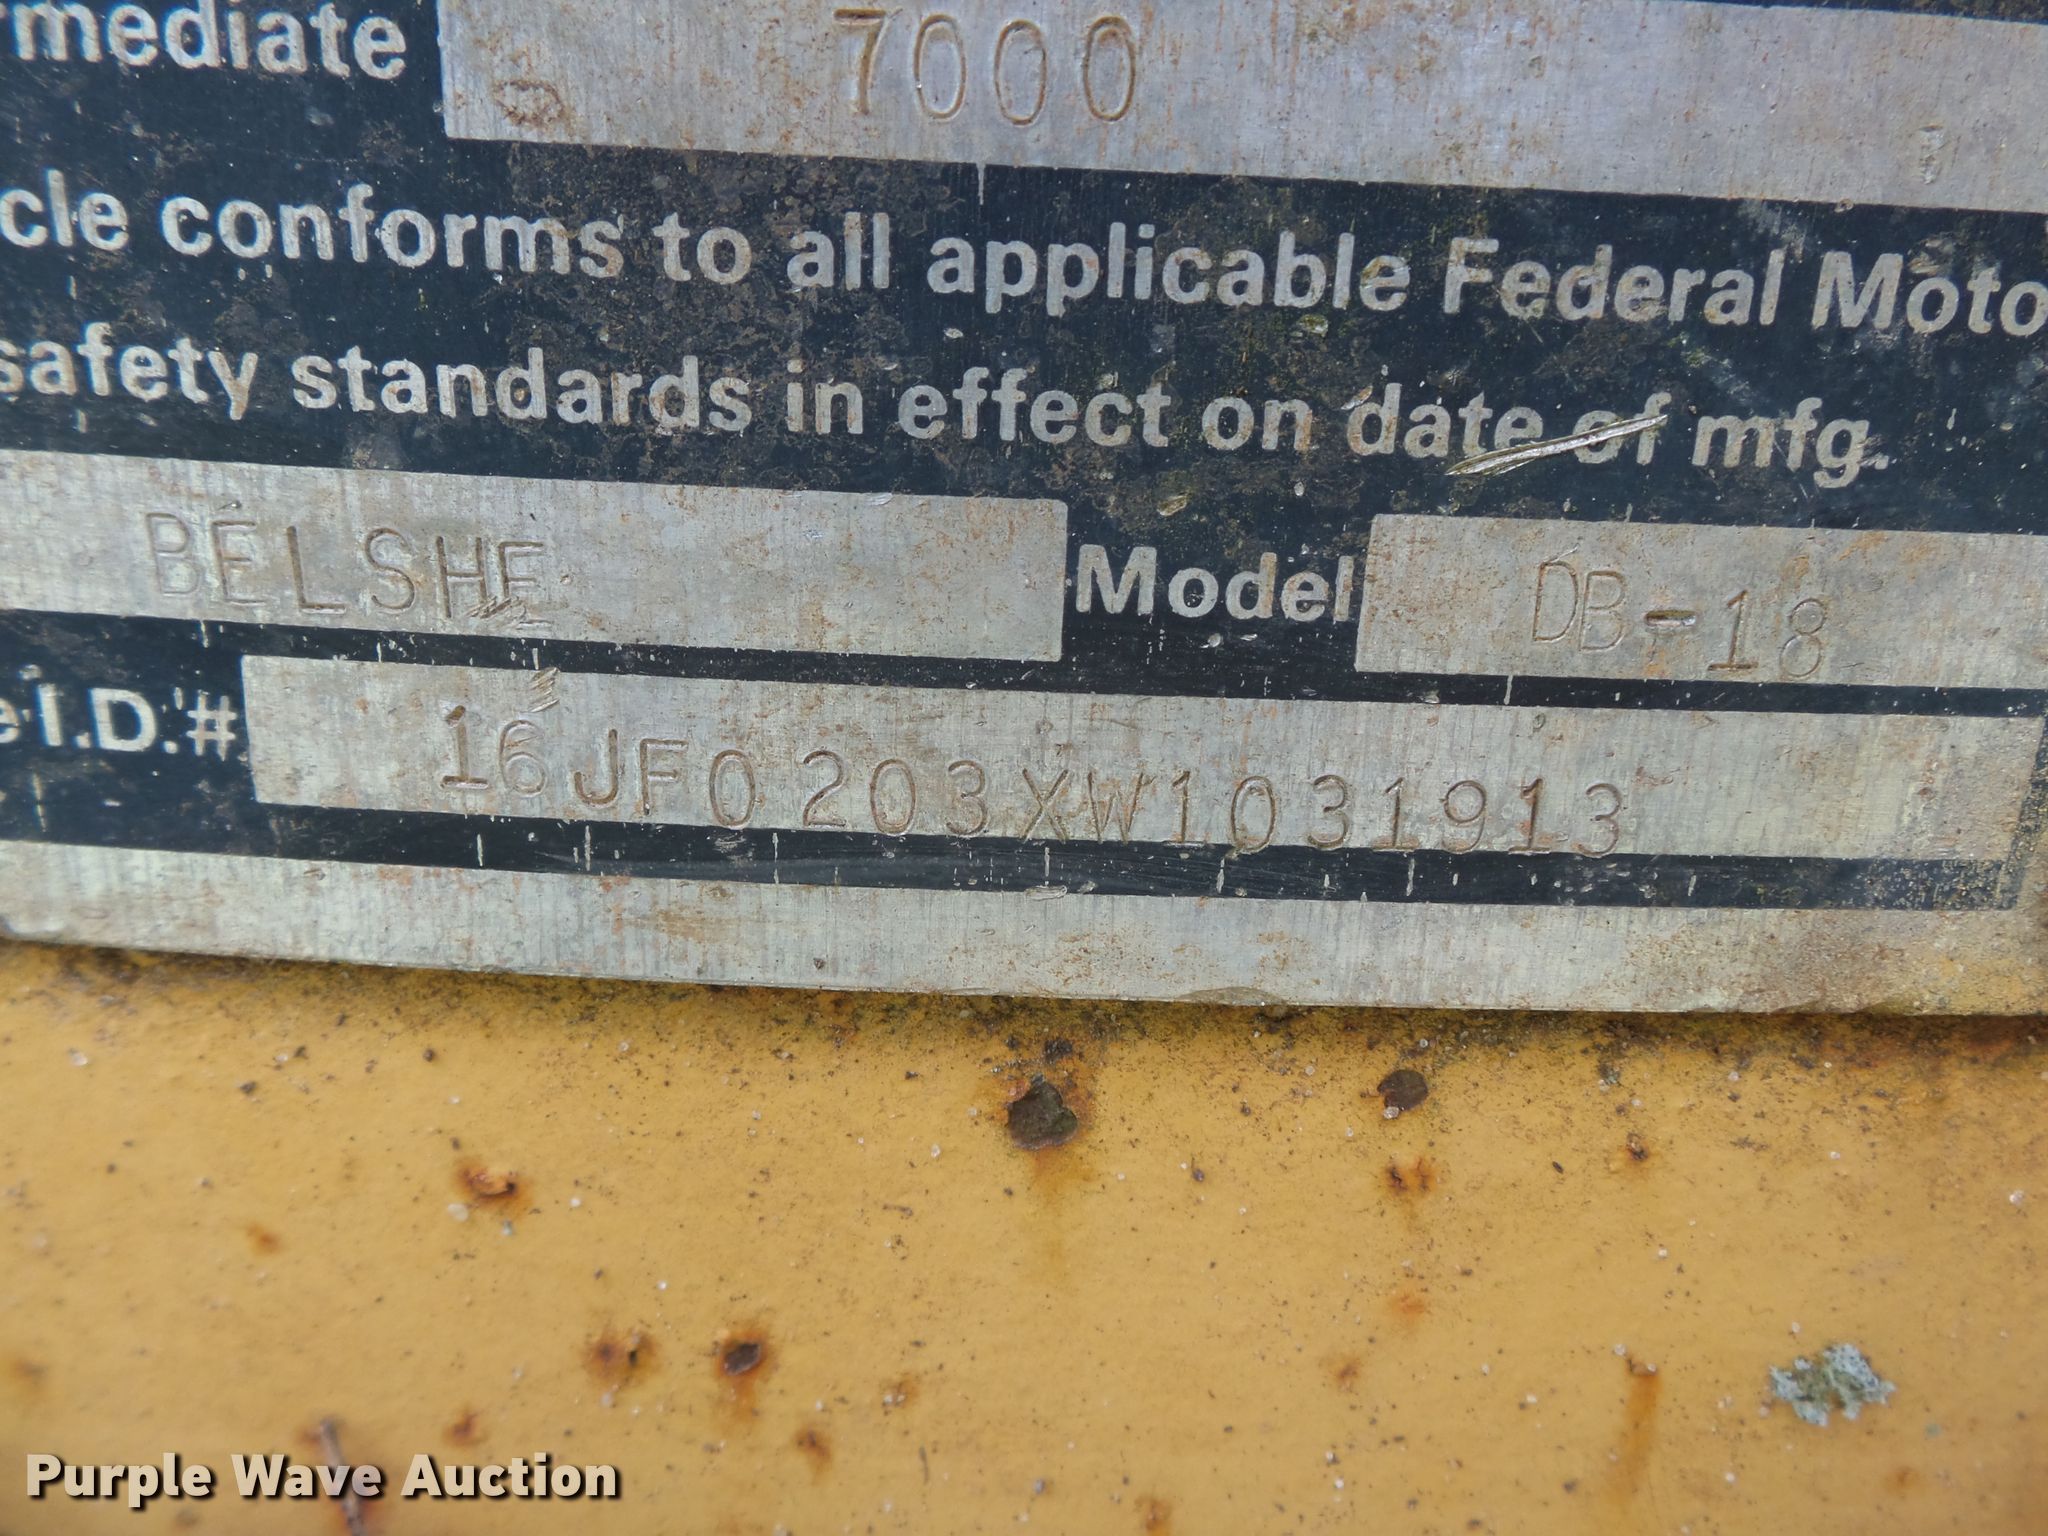 rmediate 7000
cle conforms to all applicable Federal Moto
safety standards in effect on date of mfg.
BELSHE Model DB-18
e I.D.# 16JF0203XW1031913
Purple Wave Auction